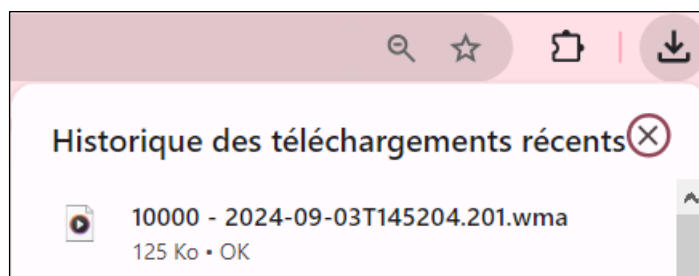 Historique des téléchargements récents
10000 - 2024-09-03T145204.201.wma
125 Ko • OK